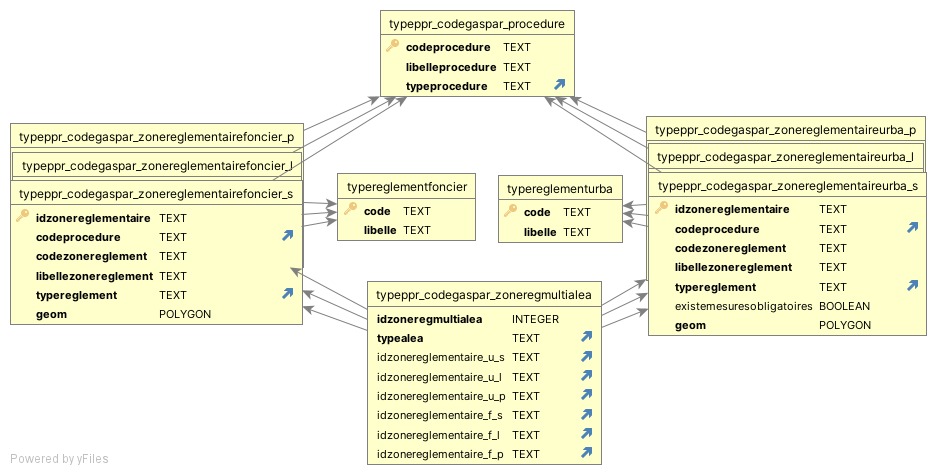 typeppr_codegaspar_procedure
codeprocedure TEXT
libelleprocedure TEXT
typeprocedure TEXT
typeppr_codegaspar_zonereglementairefoncier_p
typeppr_codegaspar_zonereglementairefoncier_l
typeppr_codegaspar_zonereglementairefoncier_s
idzonereglementaire TEXT
codeprocedure TEXT
codezonereglement TEXT
libellezonereglement TEXT
typereglement TEXT
geom POLYGON
typereglementfoncier
code TEXT
libelle TEXT
typereglementurba
code TEXT
libelle TEXT
typeppr_codegaspar_zonereglementaireurba_p
typeppr_codegaspar_zonereglementaireurba_l
typeppr_codegaspar_zonereglementaireurba_s
idzonereglementaire TEXT
codeprocedure TEXT
codezonereglement TEXT
libellezonereglement TEXT
typereglement TEXT
existemesuresobligatoires BOOLEAN
geom POLYGON
typeppr_codegaspar_zoneregmultialea
idzoneregmultialea INTEGER
typealea TEXT
idzonereglementaire_u_s TEXT
idzonereglementaire_u_l TEXT
idzonereglementaire_u_p TEXT
idzonereglementaire_f_s TEXT
idzonereglementaire_f_l TEXT
idzonereglementaire_f_p TEXT
Powered by yFiles